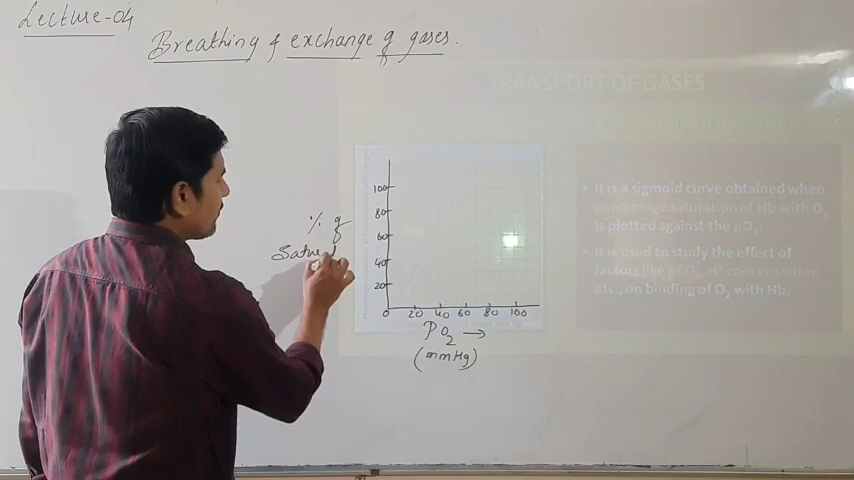 Lecture-04
Breathing & exchange of gases.
TRANSPORT OF GASES
% of
Satur
100
80
60
40
20
0 20 40 60 80 100
PO2 →
(mmHg)
• It is a sigmoid curve obtained when
percentage saturation of Hb with O2
is plotted against the pO2.
• It is used to study the effect of
factors like pCO2, H+ concentration
etc., on binding of O2 with Hb.